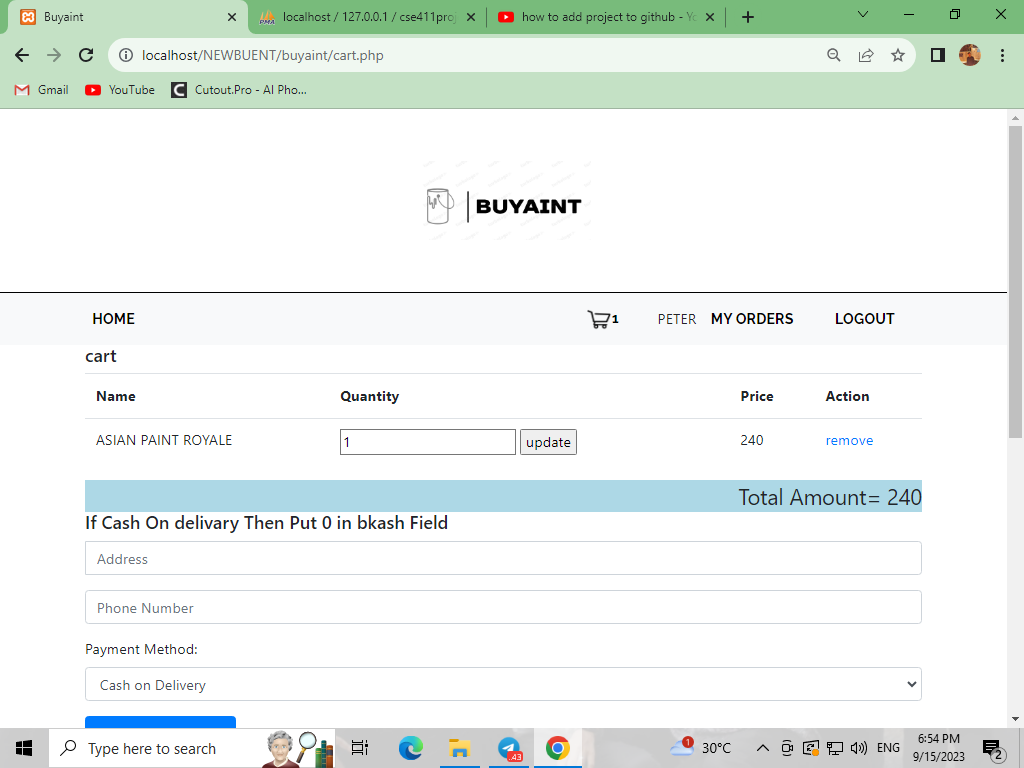 Buyaint
localhost / 127.0.0.1 / cse411proj
how to add project to github - Yo
localhost/NEWBUENT/buyaint/cart.php
Gmail
YouTube
Cutout.Pro - AI Pho...
BUYAINT
HOME
1
PETER
MY ORDERS
LOGOUT
cart
Name Quantity Price Action
ASIAN PAINT ROYALE 1 update 240 remove
Total Amount= 240
If Cash On delivary Then Put 0 in bkash Field
Address
Phone Number
Payment Method:
Cash on Delivery
Type here to search
.43
1
30°C
ENG
6:54 PM
9/15/2023
2